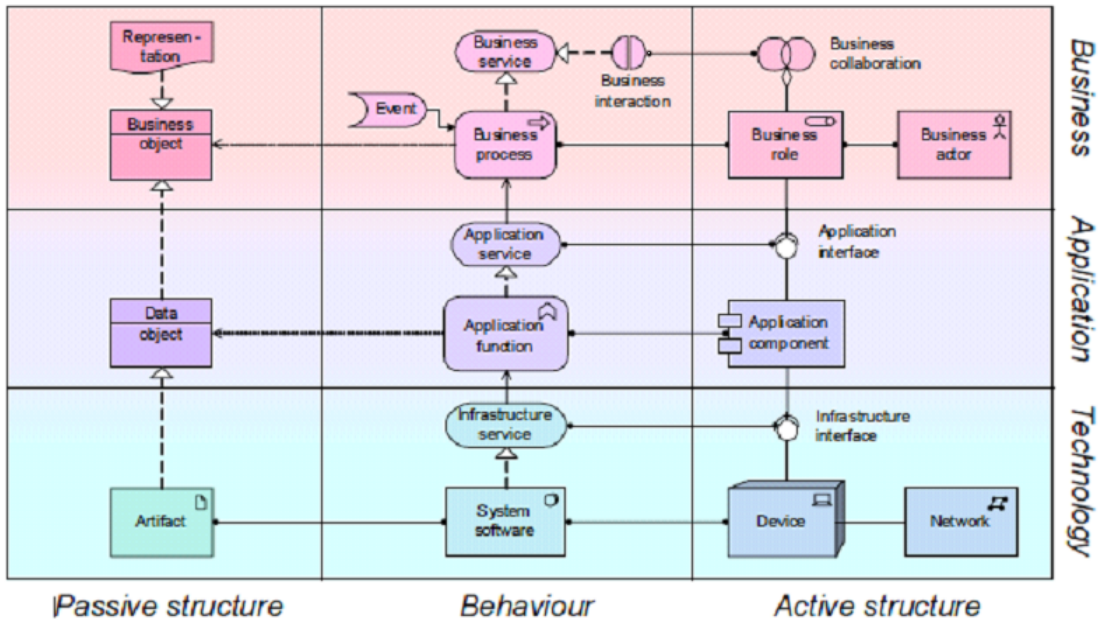 Represen-
tation
Business
service
Business
interaction
Business
collaboration
Event
Business
object
Business
process
Business
role
Business
actor
Business
Application
service
Application
interface
Data
object
Application
function
Application
component
Application
Infrastructure
service
Infrastructure
interface
Artifact
System
software
Device
Network
Technology
Passive structure
Behaviour
Active structure